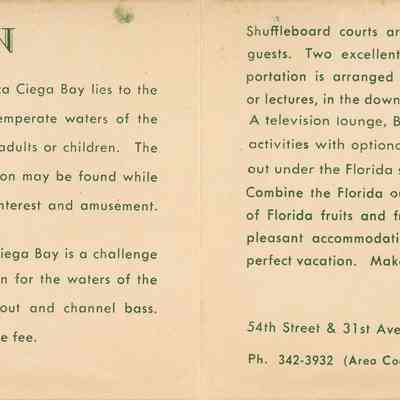 N
ca Ciega Bay lies to the
emperate waters of the
adults or children. The
on may be found while
nterest and amusement.
Ciega Bay is a challenge
n for the waters of the
out and channel bass.
e fee.
Shuffleboard courts ar
guests. Two excellent
portation is arranged
or lectures, in the down
A television lounge, B
activities with optiona
out under the Florida s
Combine the Florida ou
of Florida fruits and f
pleasant accommodati
perfect vacation. Mak
54th Street & 31st Ave
Ph. 342-3932 (Area Co